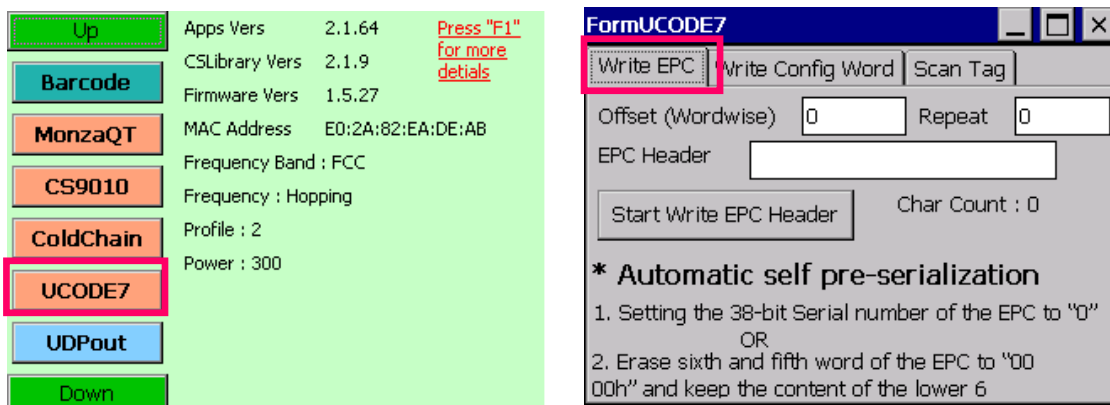 Up
Barcode
MonzaQT
CS9010
ColdChain
UCODE7
UDPout
Down
Apps Vers 2.1.64
CSLibrary Vers 2.1.9
Firmware Vers 1.5.27
MAC Address E0:2A:82:EA:DE:AB
Frequency Band : FCC
Frequency : Hopping
Profile : 2
Power : 300
Press "F1"
for more
detials
FormUCODE7
Write EPC Write Config Word Scan Tag
Offset (Wordwise) 0 Repeat 0
EPC Header
Start Write EPC Header Char Count : 0
* Automatic self pre-serialization
1. Setting the 38-bit Serial number of the EPC to "0"
OR
2. Erase sixth and fifth word of the EPC to "00
00h" and keep the content of the lower 6